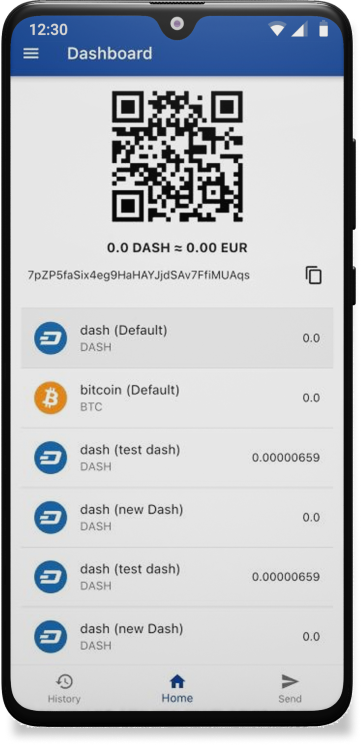 12:30
Dashboard
0.0 DASH ≈ 0.00 EUR
7pZP5faSix4eg9HaHAYJjdSAv7FfiMUAqs
dash (Default)
DASH
0.0
bitcoin (Default)
BTC
0.0
dash (test dash)
DASH
0.00000659
dash (new Dash)
DASH
0.0
dash (test dash)
DASH
0.00000659
dash (new Dash)
DASH
0.0
History
Home
Send